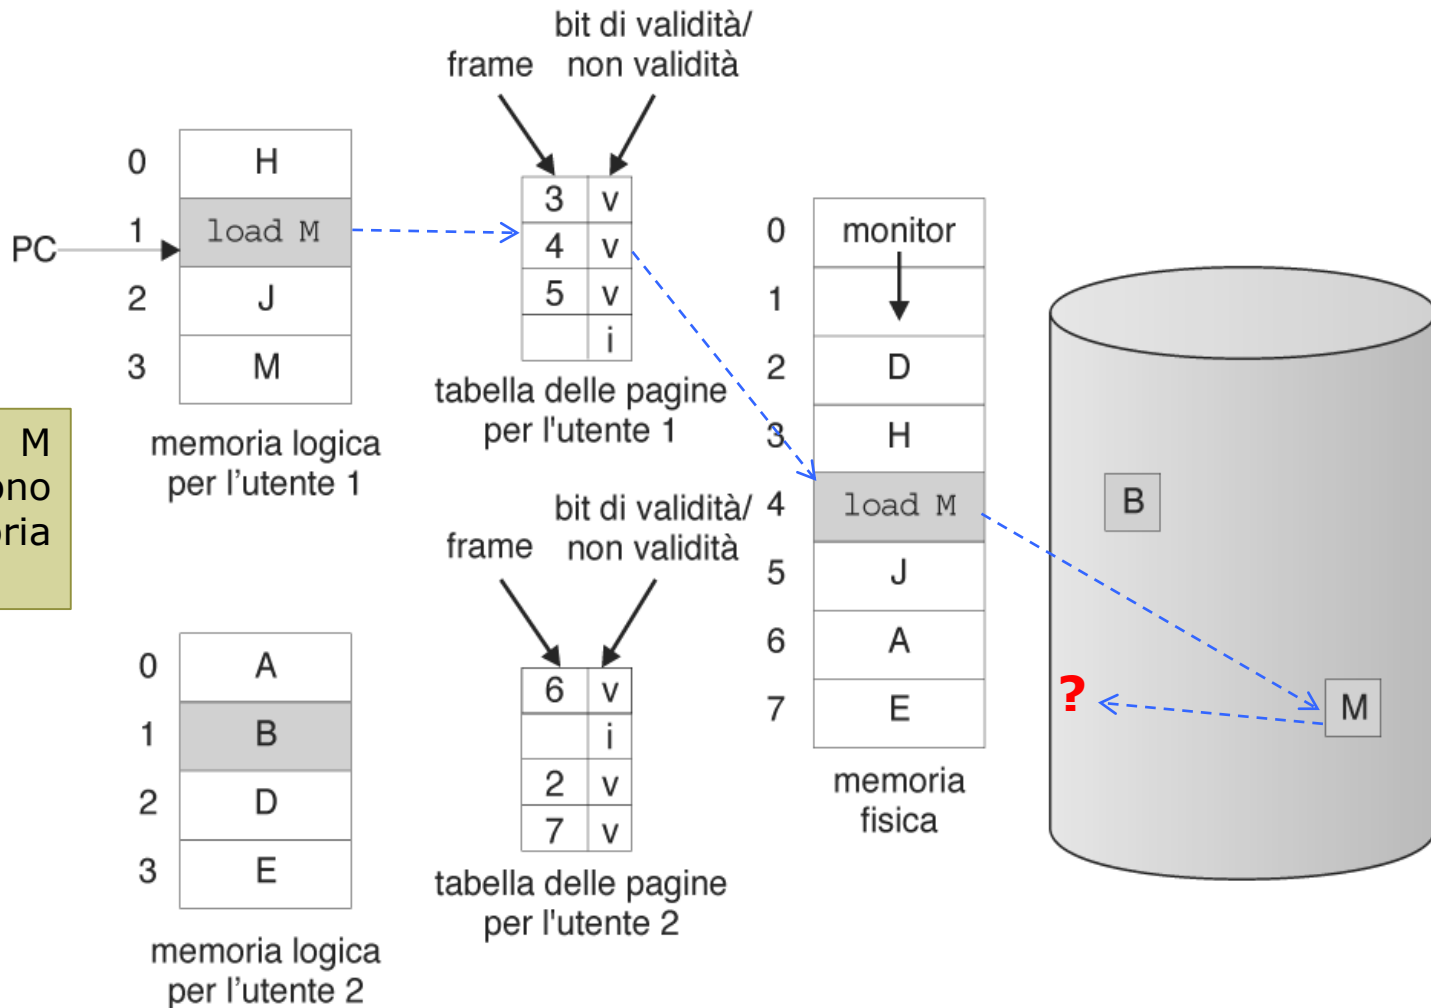 bit di validità/
frame non validità
0 H
PC 1 load M
2 J
3 M
memoria logica
per l'utente 1
3 v
4 v
5 v
i
tabella delle pagine
per l'utente 1
M
bit di validità/
frame non validità
0 A
1 B
2 D
3 E
memoria logica
per l'utente 2
6 v
i
2 v
7 v
tabella delle pagine
per l'utente 2
0 monitor
1
2 D
3 H
4 load M
5 J
6 A
7 E
memoria
fisica
B
M
?